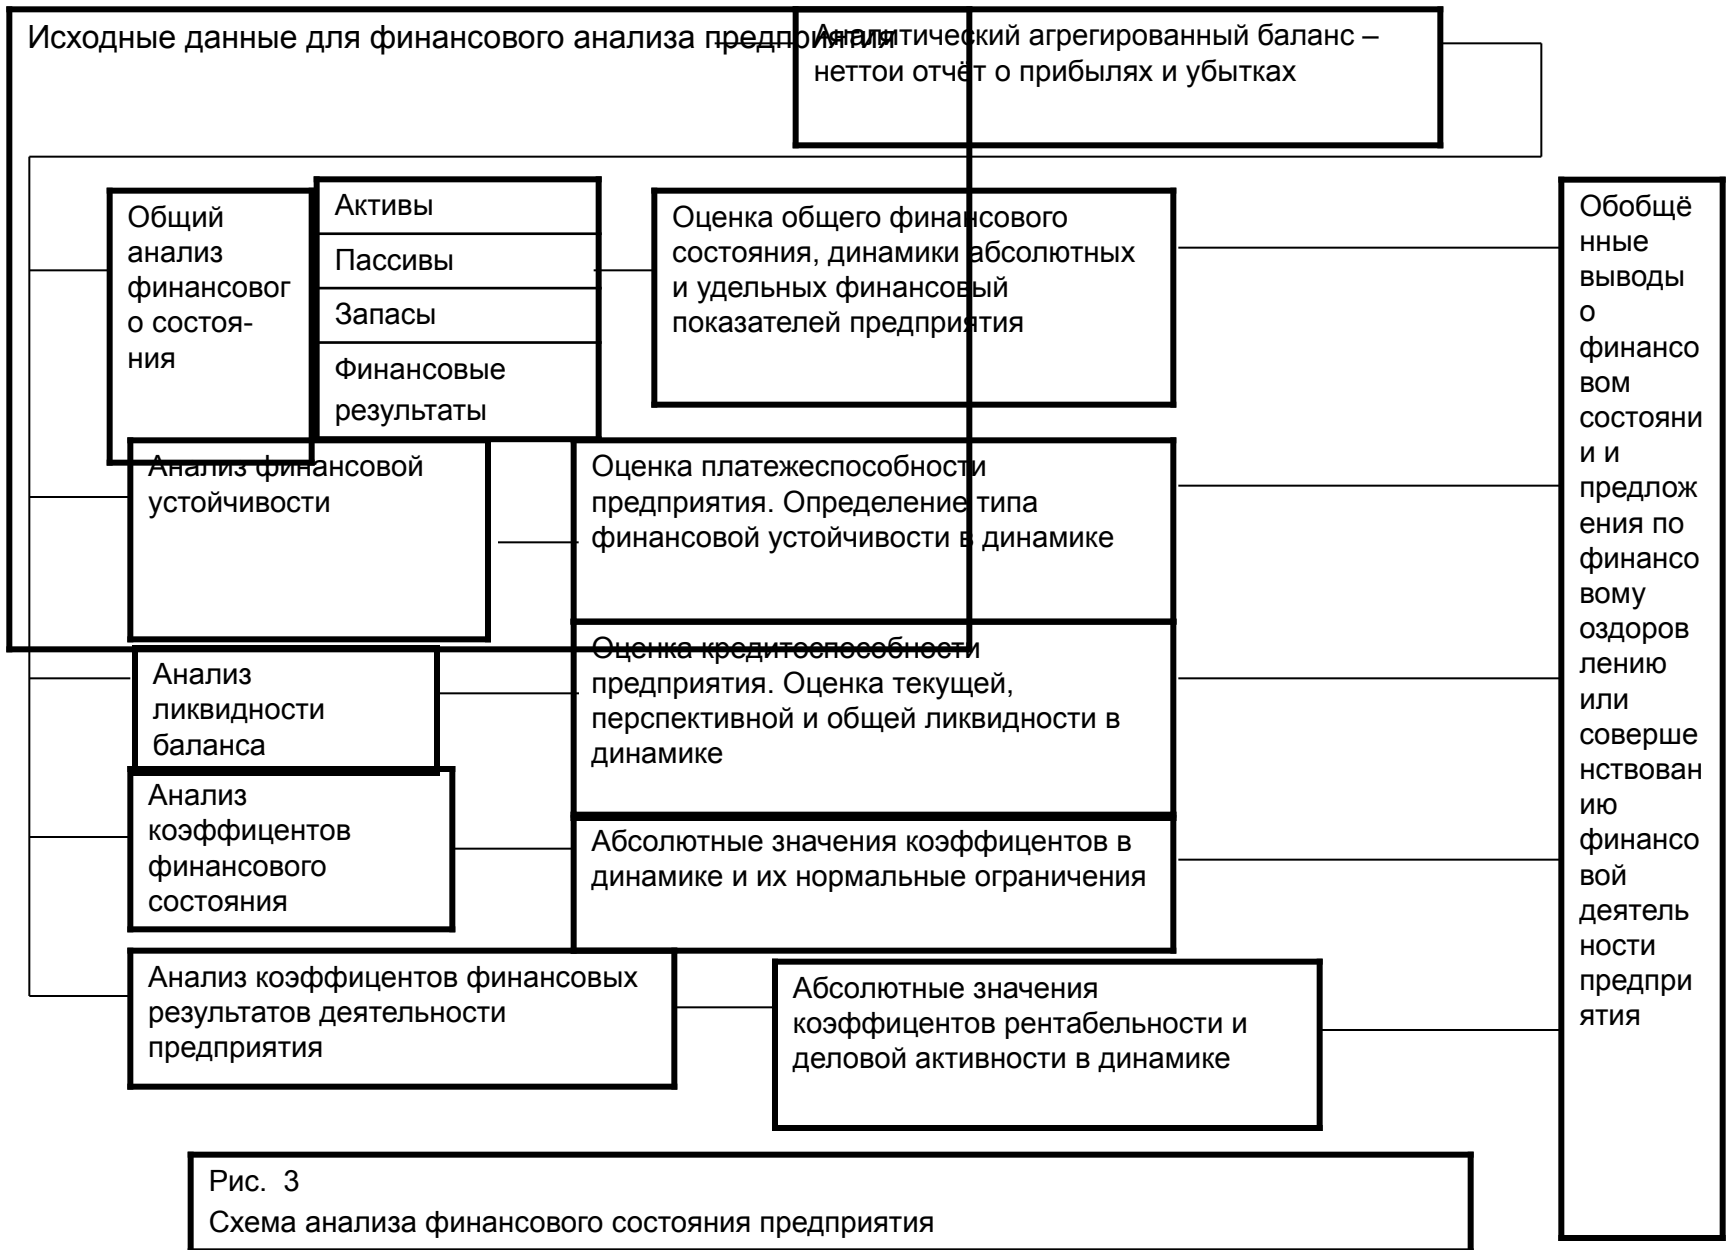 Исходные данные для финансового анализа предприятия
Аналитический агрегированный баланс –
неттои отчёт о прибылях и убытках
Общий
анализ
финансовог
о состоя-
ния
Активы
Пассивы
Запасы
Финансовые
результаты
Оценка общего финансового
состояния, динамики абсолютных
и удельных финансовый
показателей предприятия
Анализ финансовой
устойчивости
Оценка платежеспособности
предприятия. Определение типа
финансовой устойчивости в динамике
Анализ
ликвидности
баланса
Оценка кредитоспособности
предприятия. Оценка текущей,
перспективной и общей ликвидности в
динамике
Анализ
коэффицентов
финансового
состояния
Абсолютные значения коэффицентов в
динамике и их нормальные ограничения
Анализ коэффицентов финансовых
результатов деятельности
предприятия
Абсолютные значения
коэффицентов рентабельности и
деловой активности в динамике
Обобщё
нные
выводы
о
финансо
вом
состояни
и и
предлож
ения по
финансо
вому
оздоров
лению
или
соверше
нствован
ию
финансо
вой
деятель
ности
предпри
ятия
Рис. 3
Схема анализа финансового состояния предприятия